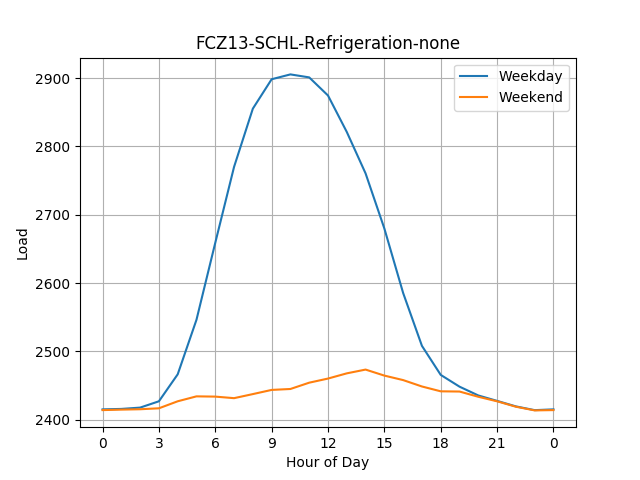 FCZ13-SCHL-Refrigeration-none
Weekday
Weekend
2900
2800
2700
2600
2500
2400
Load
0 3 6 9 12 15 18 21 0
Hour of Day